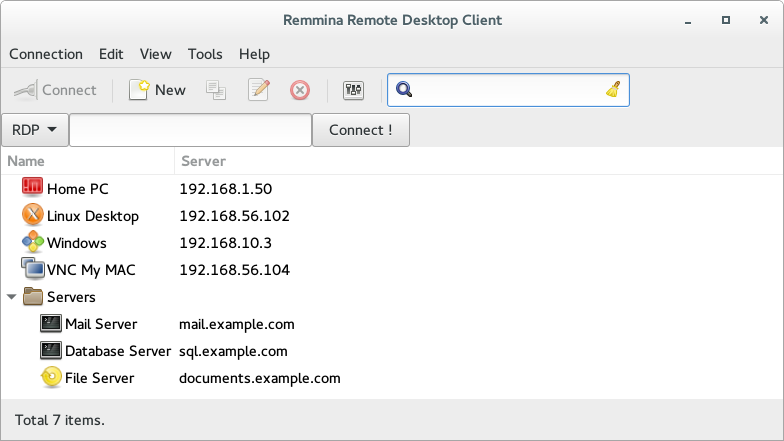 Remmina Remote Desktop Client
Connection Edit View Tools Help
Connect New
RDP Connect !
Name Server
Home PC 192.168.1.50
Linux Desktop 192.168.56.102
Windows 192.168.10.3
VNC My MAC 192.168.56.104
Servers
Mail Server mail.example.com
Database Server sql.example.com
File Server documents.example.com
Total 7 items.